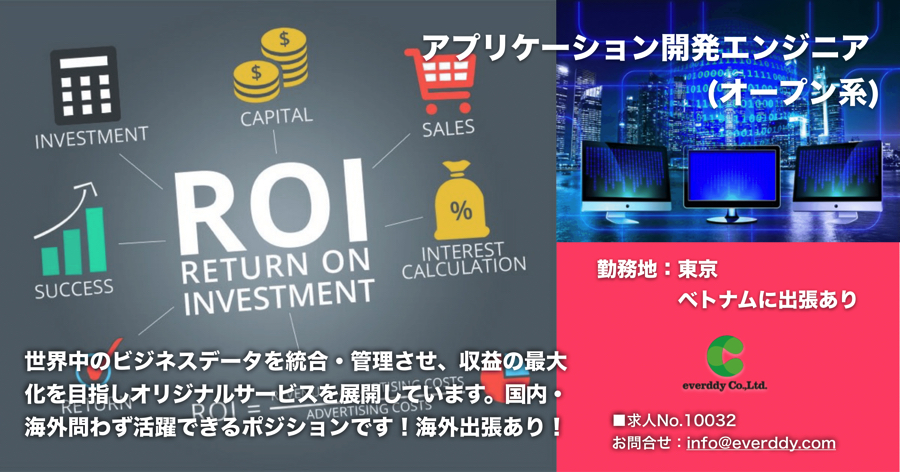 アプリケーション開発エンジニア
(オープン系)
INVESTMENT
CAPITAL
SALES
ROI
RETURN ON
INVESTMENT
SUCCESS
%
INTEREST
CALCULATION
勤務地：東京
ベトナムに出張あり
世界中のビジネスデータを統合・管理させ、収益の最大
化を目指しオリジナルサービスを展開しています。国内・
海外問わず活躍できるポジションです！海外出張あり！
RETURN
ROI =
ADVERTISING COSTS
ADVERTISING COSTS
everddy Co.,Ltd.
■求人No.10032
お問合せ：info@everddy.com